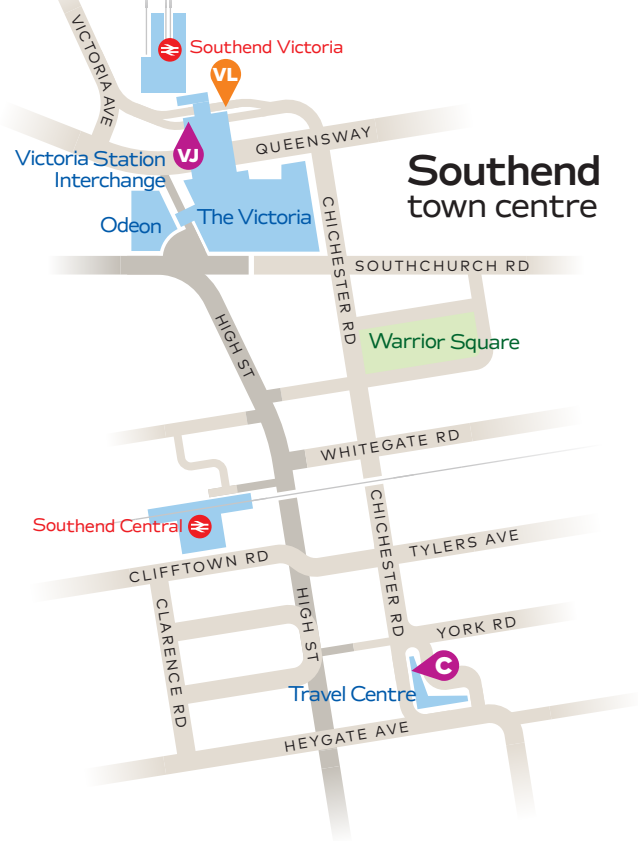 VICTORIA AVE
Southend Victoria
VL
QUEENSWAY
VJ
Victoria Station
Interchange
Southend
town centre
Odeon
The Victoria
CHICHESTER RD
SOUTHCHURCH RD
HIGH ST
Warrior Square
WHITEGATE RD
CHICHESTER RD
Southend Central
TYLERS AVE
CLIFFTOWN RD
HIGH ST
CLARENCE RD
YORK RD
C
Travel Centre
HEYGATE AVE